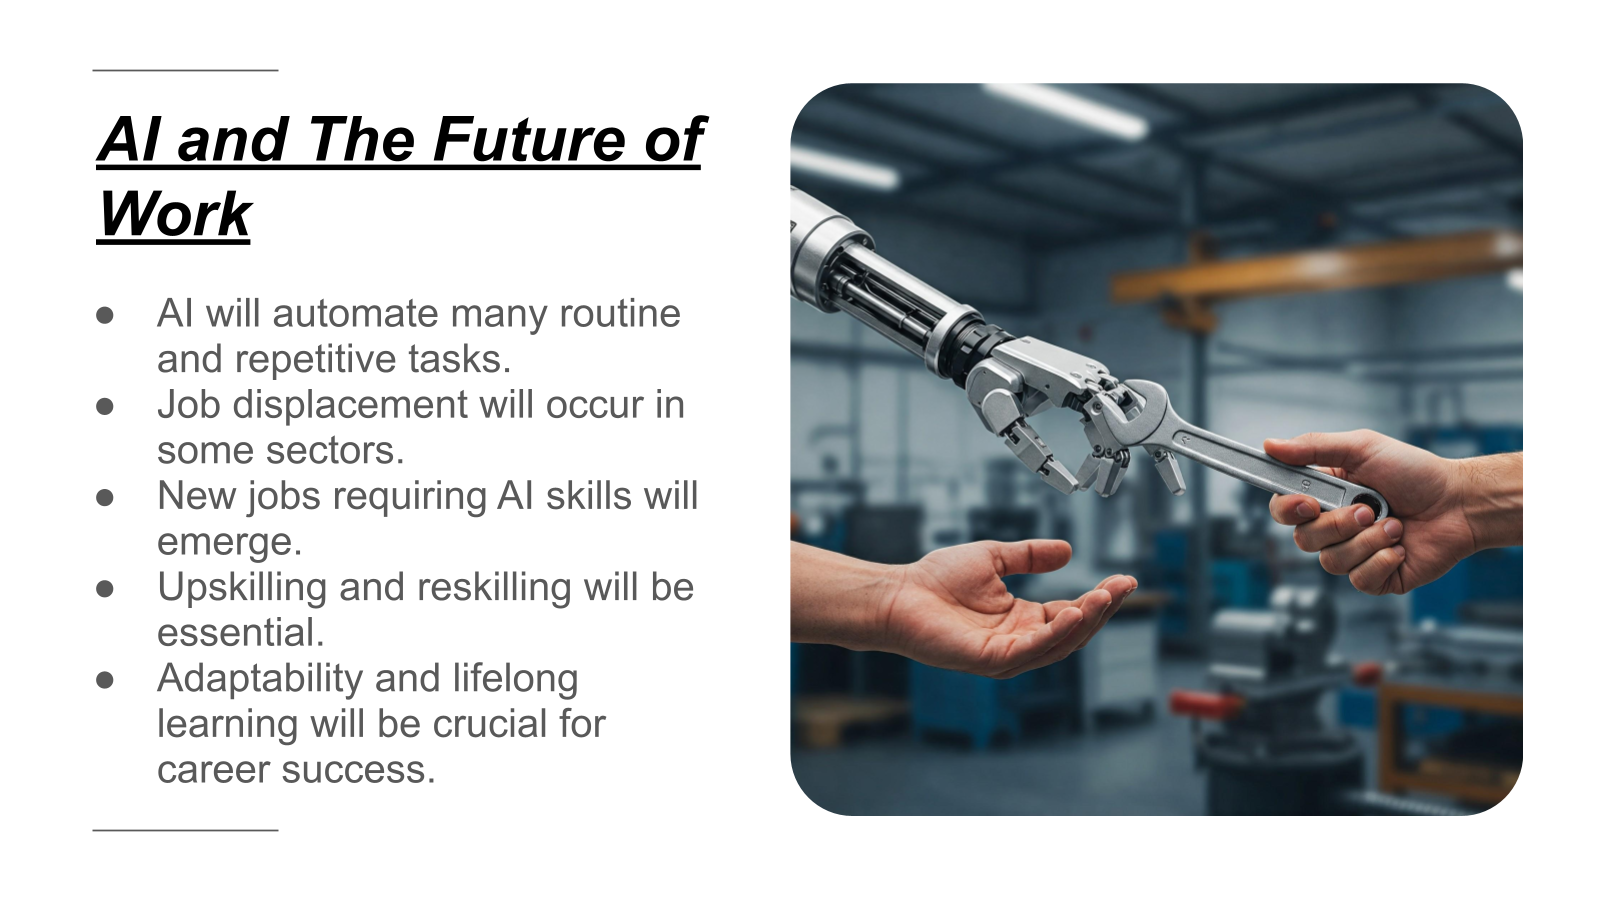 AI and The Future of
Work
● AI will automate many routine
and repetitive tasks.
● Job displacement will occur in
some sectors.
● New jobs requiring AI skills will
emerge.
● Upskilling and reskilling will be
essential.
● Adaptability and lifelong
learning will be crucial for
career success.